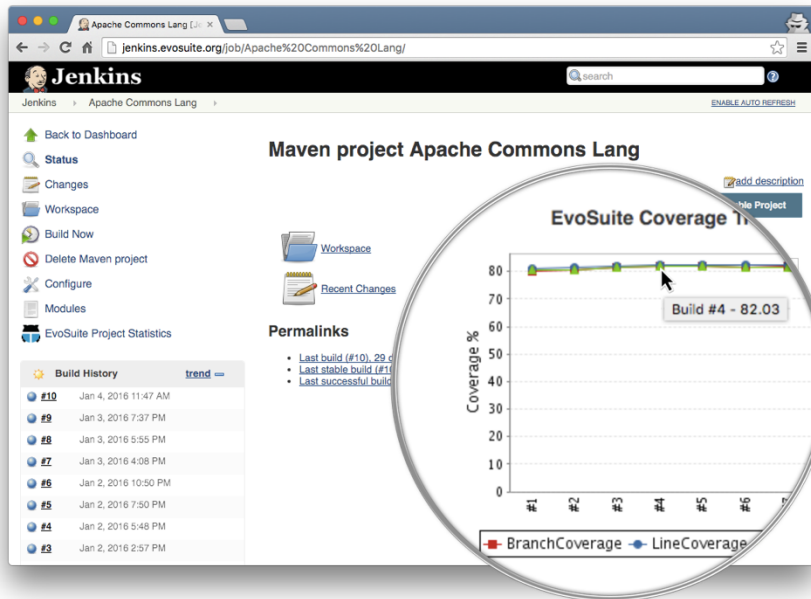 Apache Commons Lang [Je
jenkins.evosuite.org/job/Apache%20Commons%20Lang/
Jenkins
search
Jenkins
Apache Commons Lang
ENABLE AUTO REFRESH
Back to Dashboard
Status
Changes
Workspace
Build Now
Delete Maven project
Configure
Modules
EvoSuite Project Statistics
Build History
trend
#10 Jan 4, 2016 11:47 AM
#9 Jan 3, 2016 7:37 PM
#8 Jan 3, 2016 5:55 PM
#7 Jan 3, 2016 4:08 PM
#6 Jan 2, 2016 10:50 PM
#5 Jan 2, 2016 7:50 PM
#4 Jan 2, 2016 5:48 PM
#3 Jan 2, 2016 2:57 PM
Maven project Apache Commons Lang
add description
Project
Workspace
Recent Changes
Permalinks
Last build (#10), 29
Last stable build
Last successful build
EvoSuite Coverage
80
70
60
50
40
30
20
10
0
Coverage %
Build #4 - 82.03
#1 #2 #3 #4 #5 #6
BranchCoverage LineCoverage